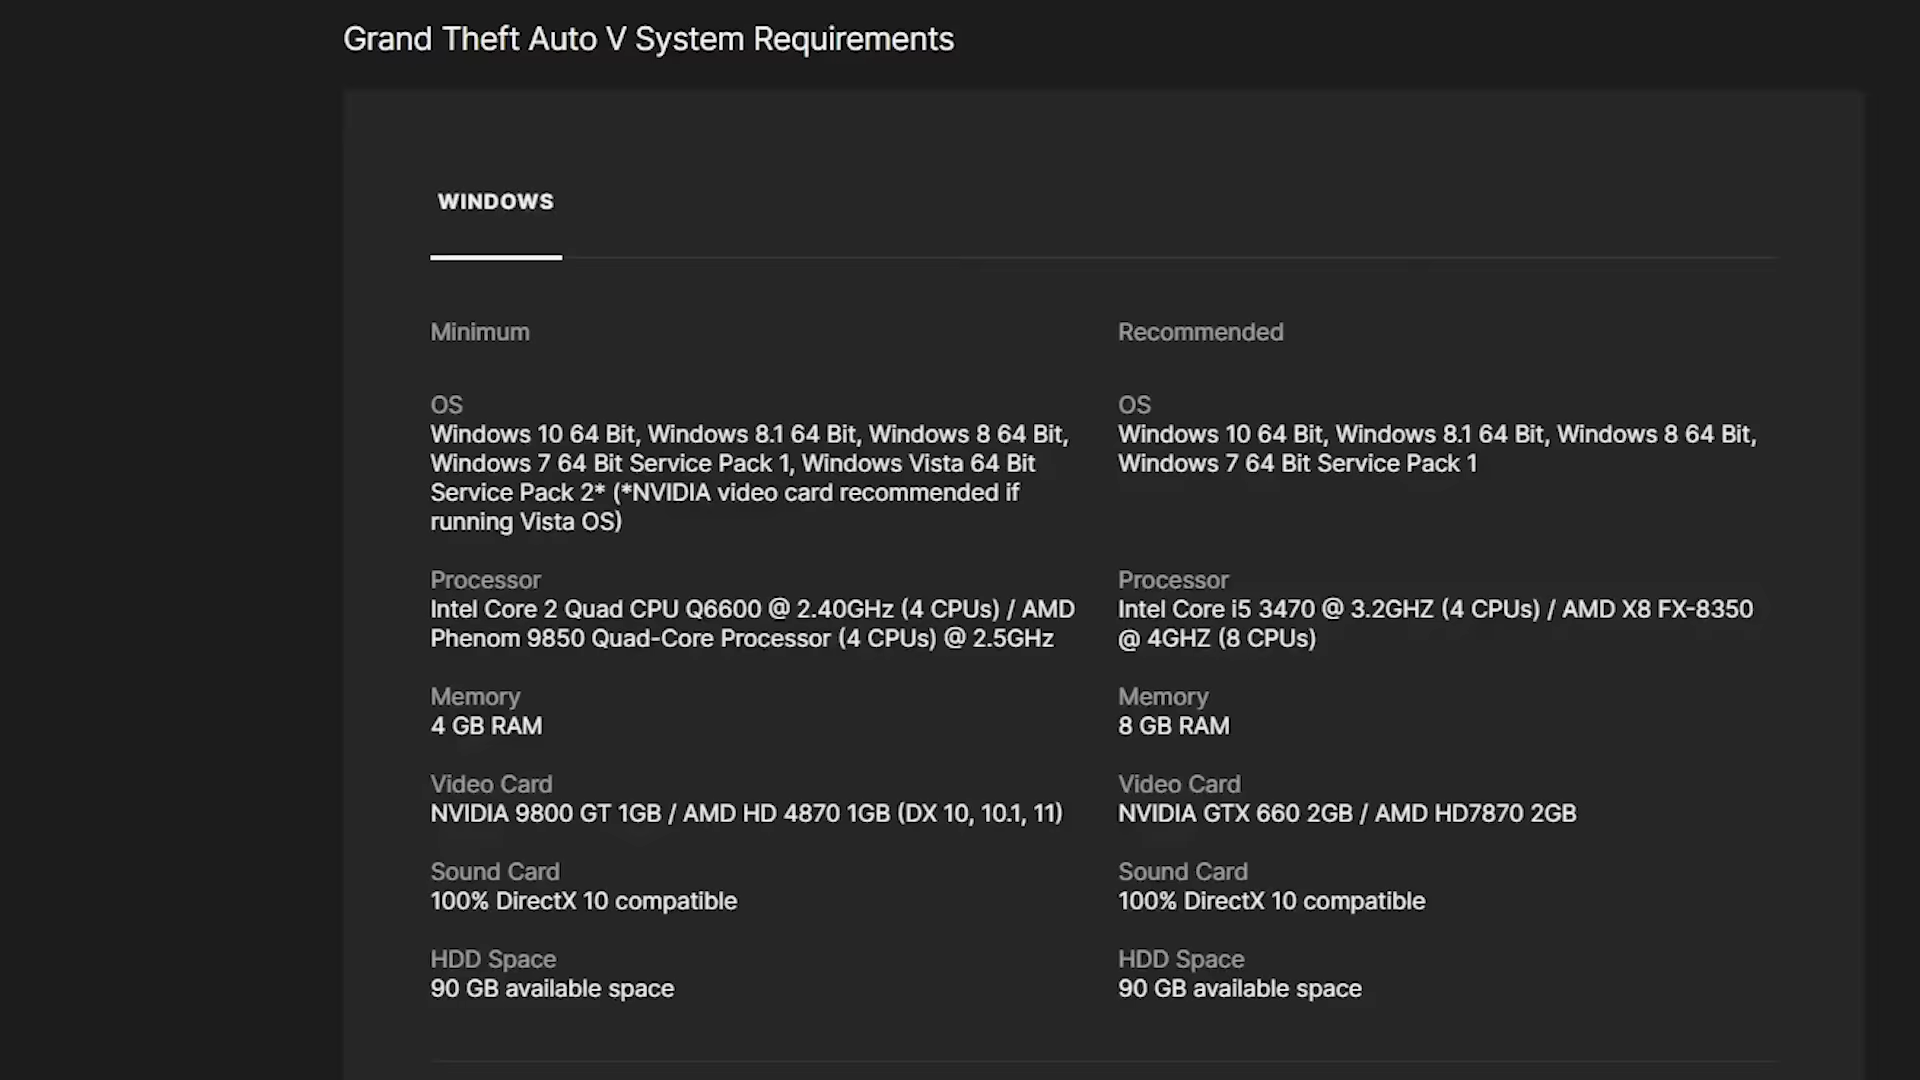 Grand Theft Auto V System Requirements
WINDOWS
Minimum
OS
Windows 10 64 Bit, Windows 8.1 64 Bit, Windows 8 64 Bit,
Windows 7 64 Bit Service Pack 1, Windows Vista 64 Bit
Service Pack 2* (*NVIDIA video card recommended if
running Vista OS)
Processor
Intel Core 2 Quad CPU Q6600 @ 2.40GHz (4 CPUs) / AMD
Phenom 9850 Quad-Core Processor (4 CPUs) @ 2.5GHz
Memory
4 GB RAM
Video Card
NVIDIA 9800 GT 1GB / AMD HD 4870 1GB (DX 10, 10.1, 11)
Sound Card
100% DirectX 10 compatible
HDD Space
90 GB available space
Recommended
OS
Windows 10 64 Bit, Windows 8.1 64 Bit, Windows 8 64 Bit,
Windows 7 64 Bit Service Pack 1
Processor
Intel Core i5 3470 @ 3.2GHZ (4 CPUs) / AMD X8 FX-8350
@ 4GHZ (8 CPUs)
Memory
8 GB RAM
Video Card
NVIDIA GTX 660 2GB / AMD HD7870 2GB
Sound Card
100% DirectX 10 compatible
HDD Space
90 GB available space